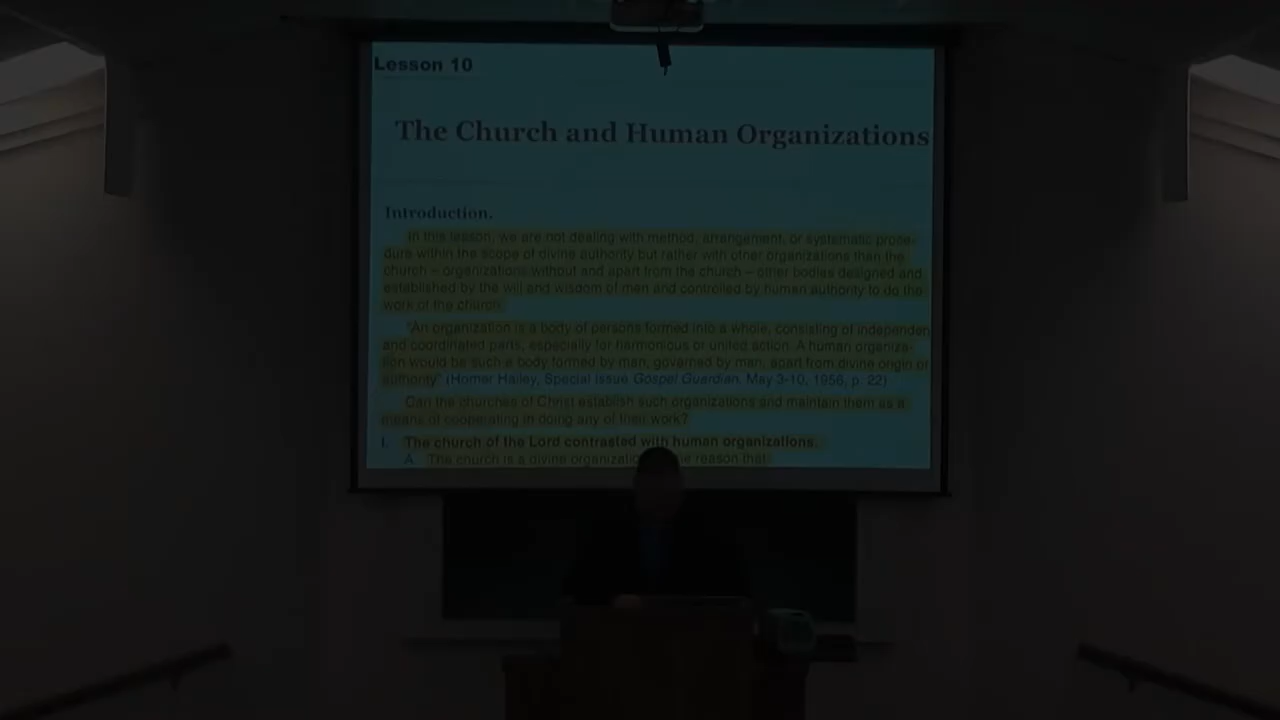 Lesson 10
The Church and Human Organizations
Introduction.
In this lesson, we are not dealing with method, arrangement, or systematic proce-
dure within the scope of divine authority but rather with other organizations than the
church – organizations without and apart from the church – other bodies designed and
established by the will and wisdom of men and controlled by human authority to do the
work of the church.
"An organization is a body of persons formed into a whole, consisting of independen
and coordinated parts, especially for harmonious or united action. A human organiza-
tion would be such a body formed by man, governed by man, apart from divine origin or
authority" (Homer Hailey, Special Issue Gospel Guardian, May 3-10, 1956, p. 22)
Can the churches of Christ establish such organizations and maintain them as a
means of cooperating in doing any of their work?
I. The church of the Lord contrasted with human organizations.
A. The church is a divine organizatio reason that